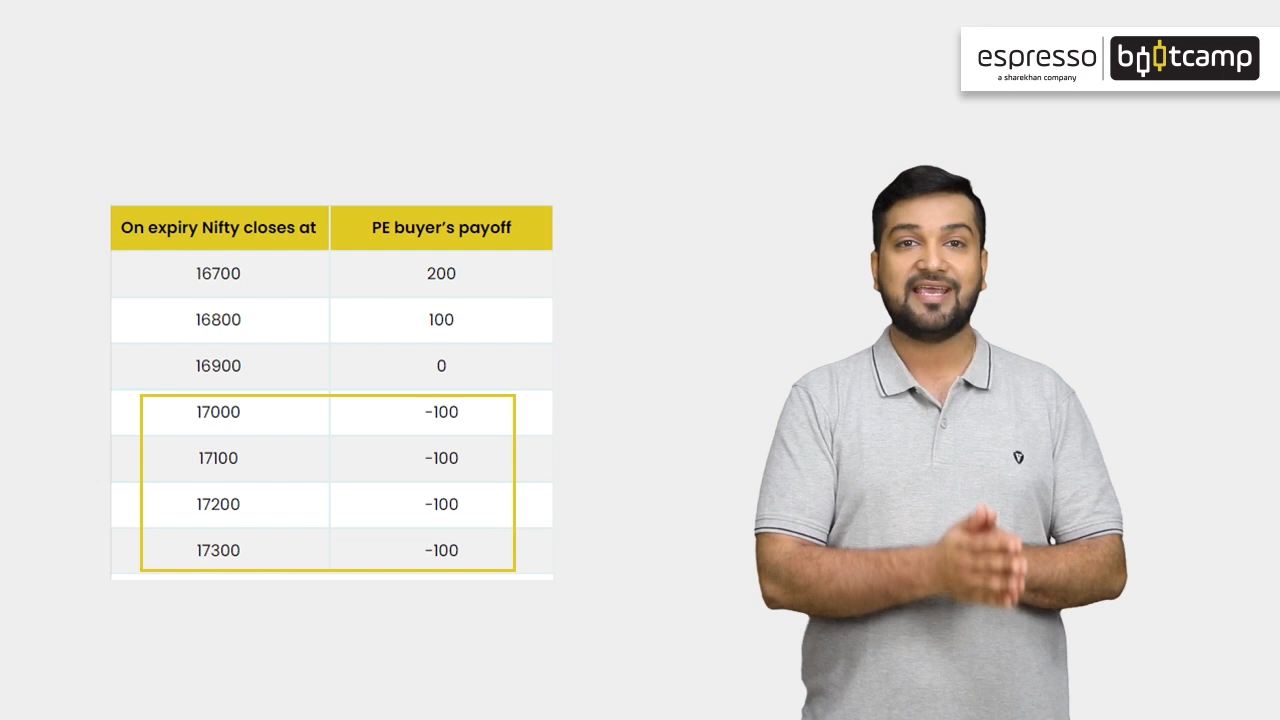 espresso bootcamp
a sharekhan company
On expiry Nifty closes at PE buyer's payoff
16700 200
16800 100
16900 0
17000 -100
17100 -100
17200 -100
17300 -100